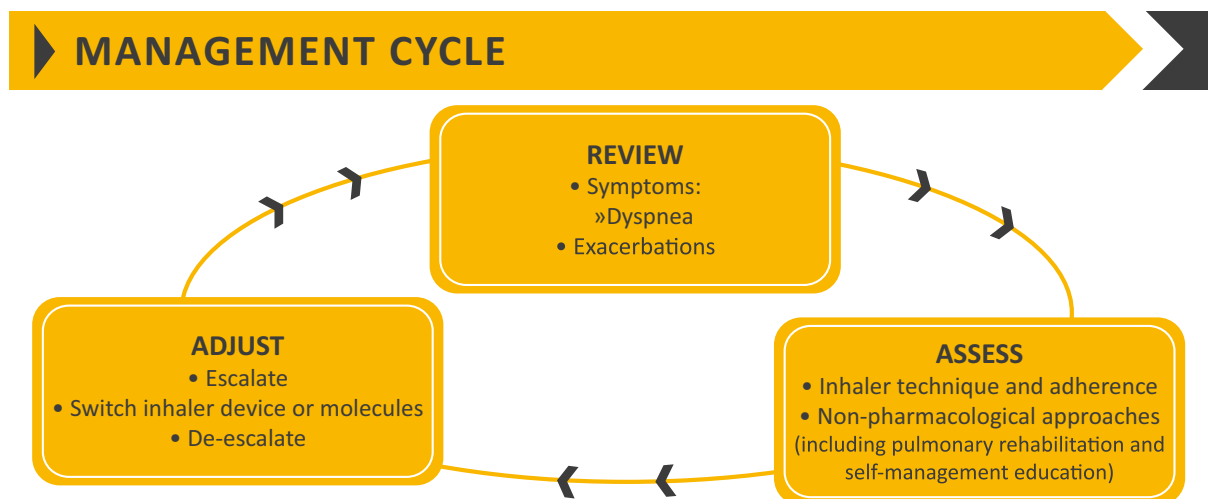 MANAGEMENT CYCLE
REVIEW
• Symptoms:
»Dyspnea
• Exacerbations
ADJUST
• Escalate
• Switch inhaler device or molecules
• De-escalate
ASSESS
• Inhaler technique and adherence
• Non-pharmacological approaches
(including pulmonary rehabilitation and
self-management education)